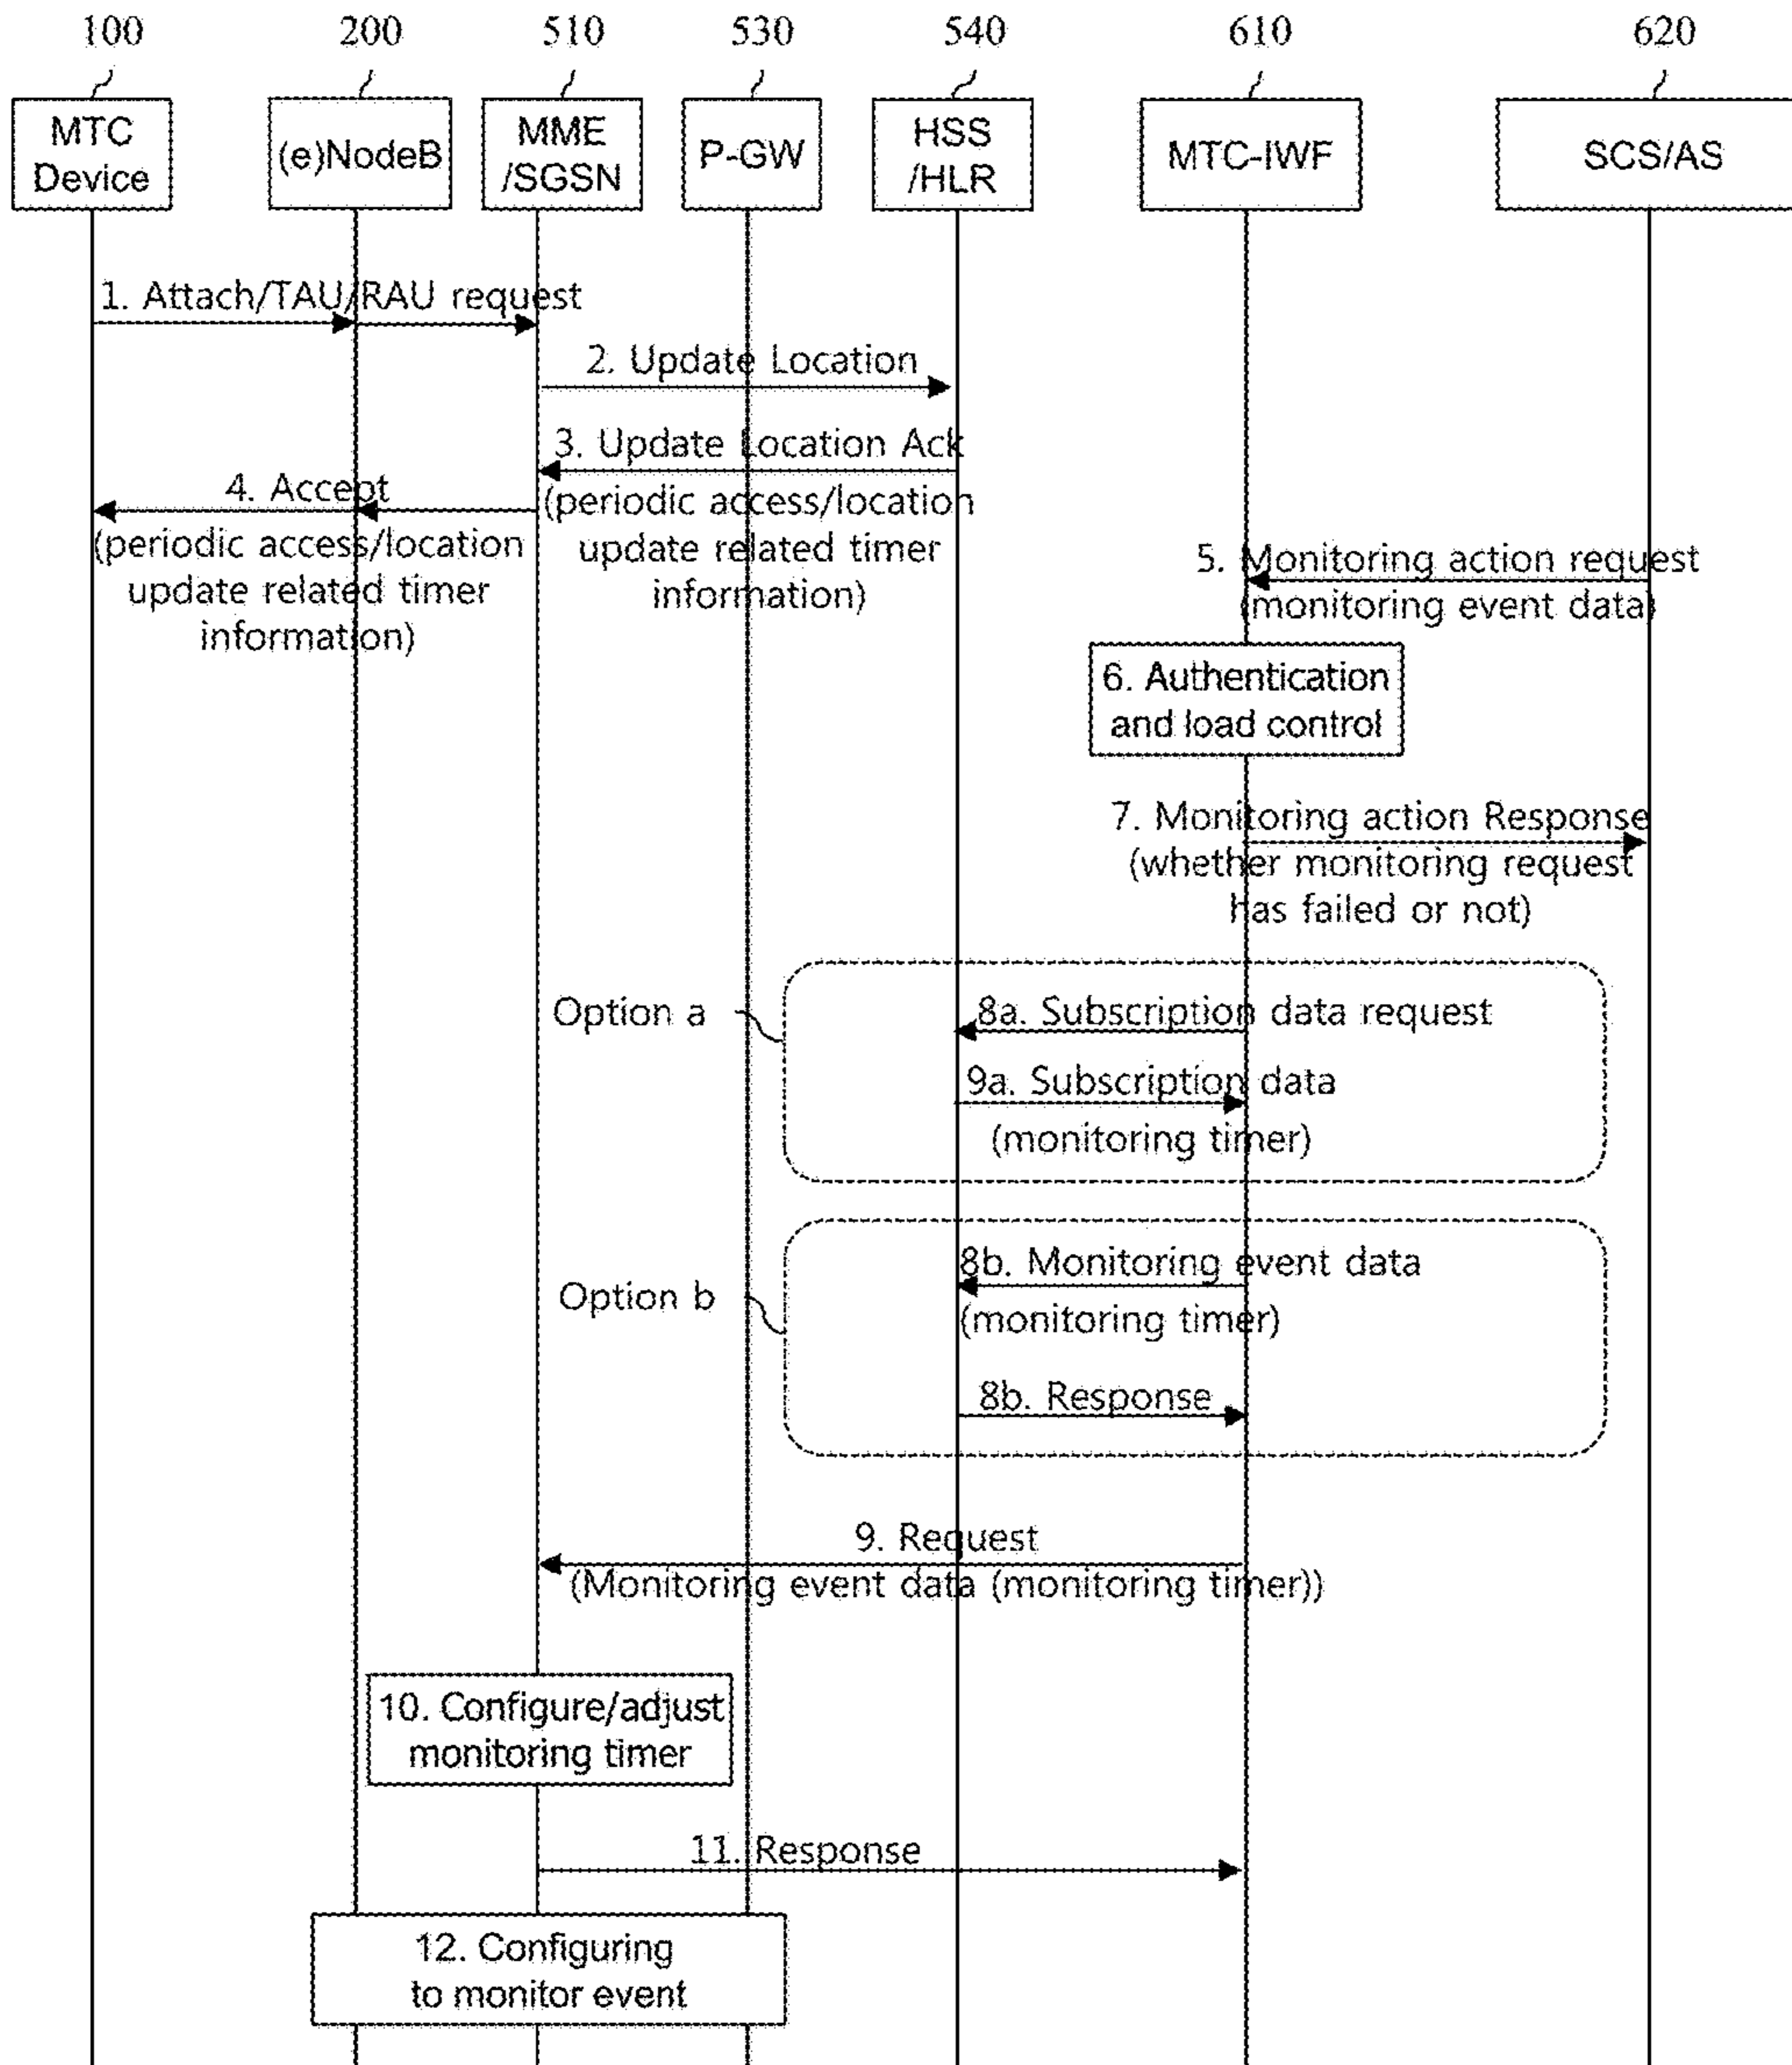 100 200 510 530 540 610 620
MTC
Device
(e)NodeB
MME
/SGSN
P-GW
HSS
/HLR
MTC-IWF
SCS/AS
1. Attach/TAU/RAU request
2. Update Location
3. Update Location Ack
(periodic access/location
update related timer
information)
4. Accept
(periodic access/location
update related timer
information)
5. Monitoring action request
(monitoring event data)
6. Authentication
and load control
7. Monitoring action Response
(whether monitoring request
has failed or not)
Option a
8a. Subscription data request
9a. Subscription data
(monitoring timer)
Option b
8b. Monitoring event data
(monitoring timer)
8b. Response
9. Request
(Monitoring event data (monitoring timer))
10. Configure/adjust
monitoring timer
11. Response
12. Configuring
to monitor event